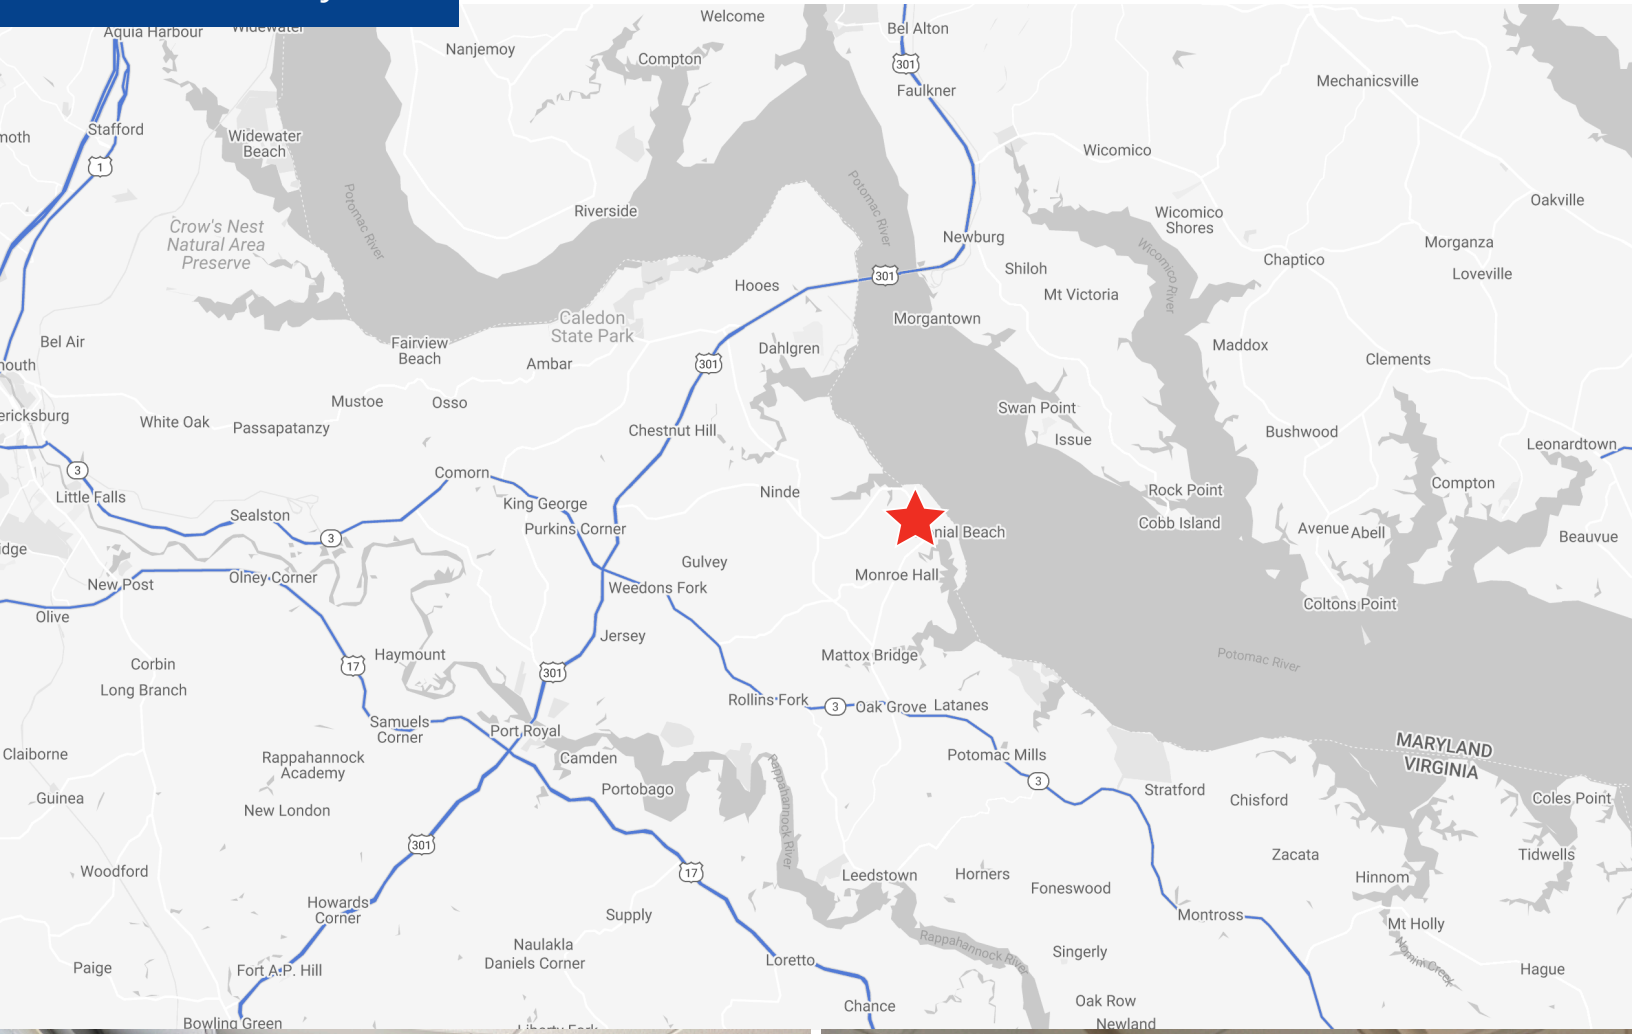 Aquia Harbour
Widewater
Welcome
Bel Alton
Nanjemoy
Compton
301
Faulkner
Mechanicsville
Stafford
Widewater
Beach
1
Wicomico
Potomac River
Potomac River
Riverside
Wicomico
Shores
Oakville
Crow's Nest
Natural Area
Preserve
Newburg
Morganza
Chaptico
Loveville
Shiloh
Wicomico River
Mt Victoria
301
Hooes
Morgantown
Caledon
State Park
Bel Air
Fairview
Beach
Ambar
301
Dahlgren
Maddox
Clements
Mustoe
Osso
Swan Point
ericksburg
White Oak
Passapatanzy
Chestnut Hill
Issue
Bushwood
Leonardtown
3
Little Falls
Comorn
King George
Ninde
Rock Point
Compton
Sealston
Purkins Corner
nial Beach
Cobb Island
Avenue
Abell
Beauvue
3
idge
New Post
Olney Corner
Gulvey
Monroe Hall
Weedons Fork
Coltons Point
Olive
Jersey
Corbin
Haymount
Mattox Bridge
Potomac River
17
301
Long Branch
Rollins Fork
3
Oak Grove
Latanes
Samuels
Corner
Port Royal
MARYLAND
VIRGINIA
Claiborne
Rappahannock
Academy
Camden
Potomac Mills
3
Guinea
New London
Portobago
Rappahannock River
Stratford
Chisford
Coles Point
301
Woodford
17
Leedstown
Horners
Foneswood
Zacata
Hinnom
Tidwells
Howards
Corner
Supply
Montross
Mt Holly
Naulakla
Daniels Corner
Rappahannock River
Singerly
Nomini Creek
Paige
Fort A.P. Hill
Loretto
Hague
Chance
Oak Row
Bowling Green
Liberty Fork
Newland